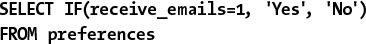 SELECT IF(receive_emails=1, 'Yes', 'No')
FROM preferences